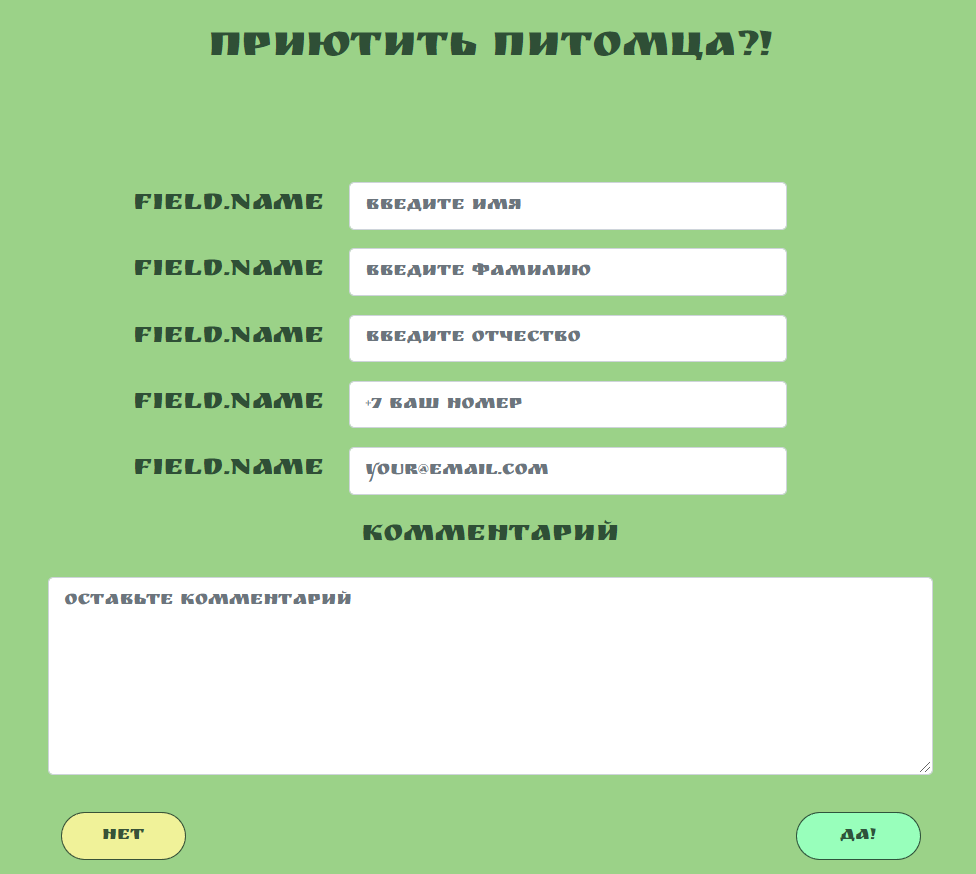 ПРИЮТИТЬ ПИТОМЦА?!
FIELD.NAME ВВЕДИТЕ ИМЯ
FIELD.NAME ВВЕДИТЕ ФАМИЛИЮ
FIELD.NAME ВВЕДИТЕ ОТЧЕСТВО
FIELD.NAME +7 ВАШ НОМЕР
FIELD.NAME YOUR@EMAIL.COM
КОММЕНТАРИЙ
ОСТАВЬТЕ КОММЕНТАРИЙ
НЕТ ДА!